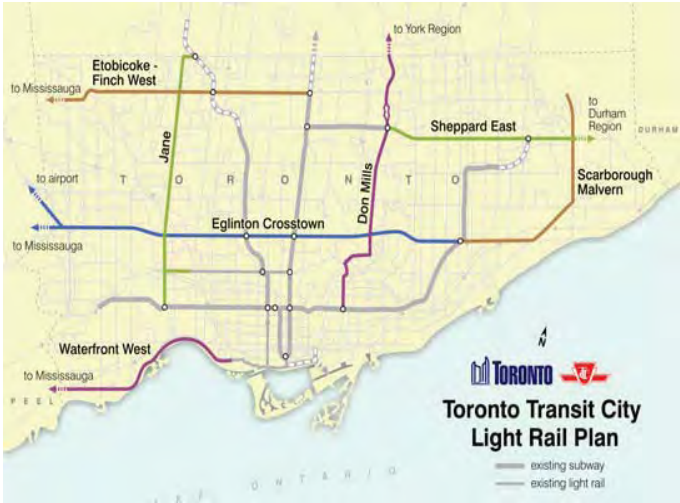 to York Region
Etobicoke -
Finch West
to Mississauga
to
Durham
Region
DURHAM
Sheppard East
Jane
Don Mills
Scarborough
Malvern
to airport
T O R O N T O
Eglinton Crosstown
to Mississauga
Waterfront West
to Mississauga
PEEL
N
TORONTO
Toronto Transit City
Light Rail Plan
existing subway
existing light rail
ONTARIO